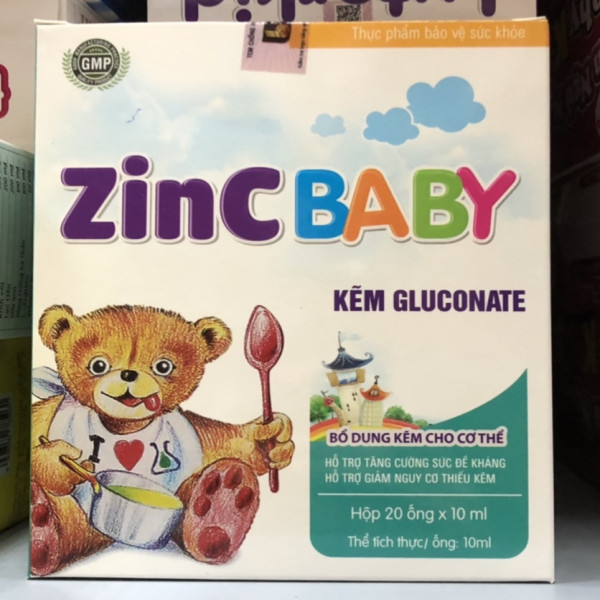 Thực phẩm bảo vệ sức khỏe
GMP
ZinC BABY
KẼM GLUCONATE
I
BỔ DUNG KẼM CHO CƠ THỂ
HỖ TRỢ TĂNG CƯỜNG SỨC ĐỀ KHÁNG
HỖ TRỢ GIẢM NGUY CƠ THIẾU KẼM
Hộp 20 ống x 10 ml
Thể tích thực/ ống: 10ml